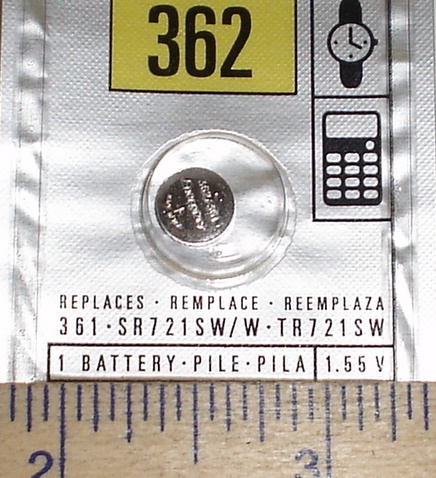 362
REPLACES · REMPLACE · REEMPLAZA
361·SR721SW/W·TR721SW
1 BATTERY·PILE·PILA 1.55 V
2 3